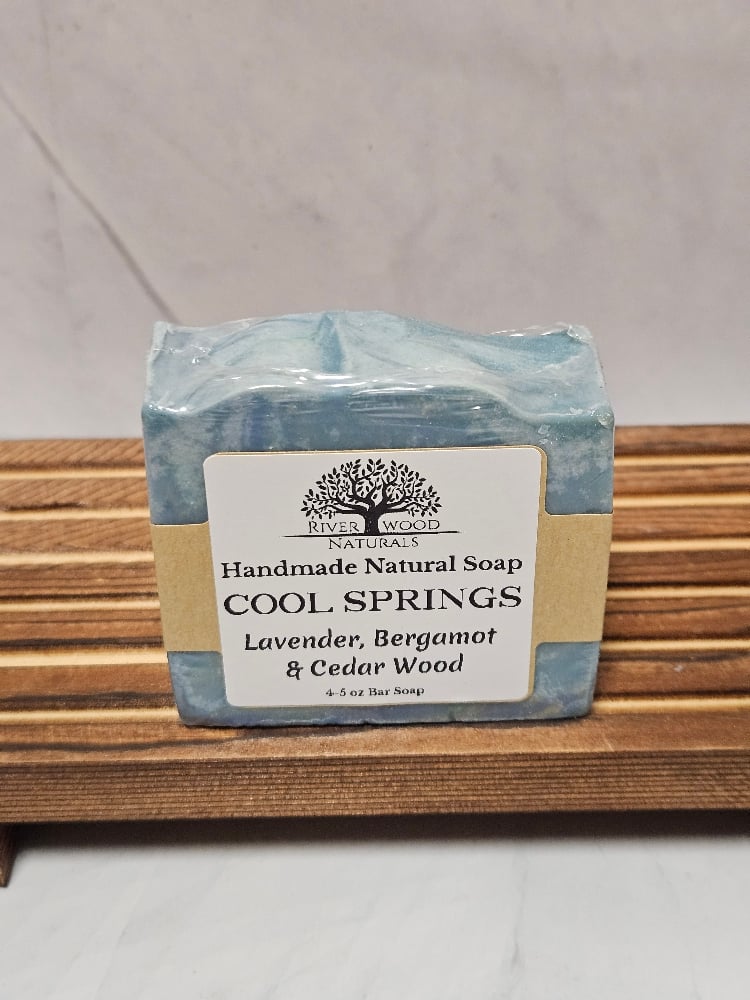 RIVER WOOD
NATURALS
Handmade Natural Soap
COOL SPRINGS
Lavender, Bergamot
& Cedar Wood
4-5 oz Bar Soap